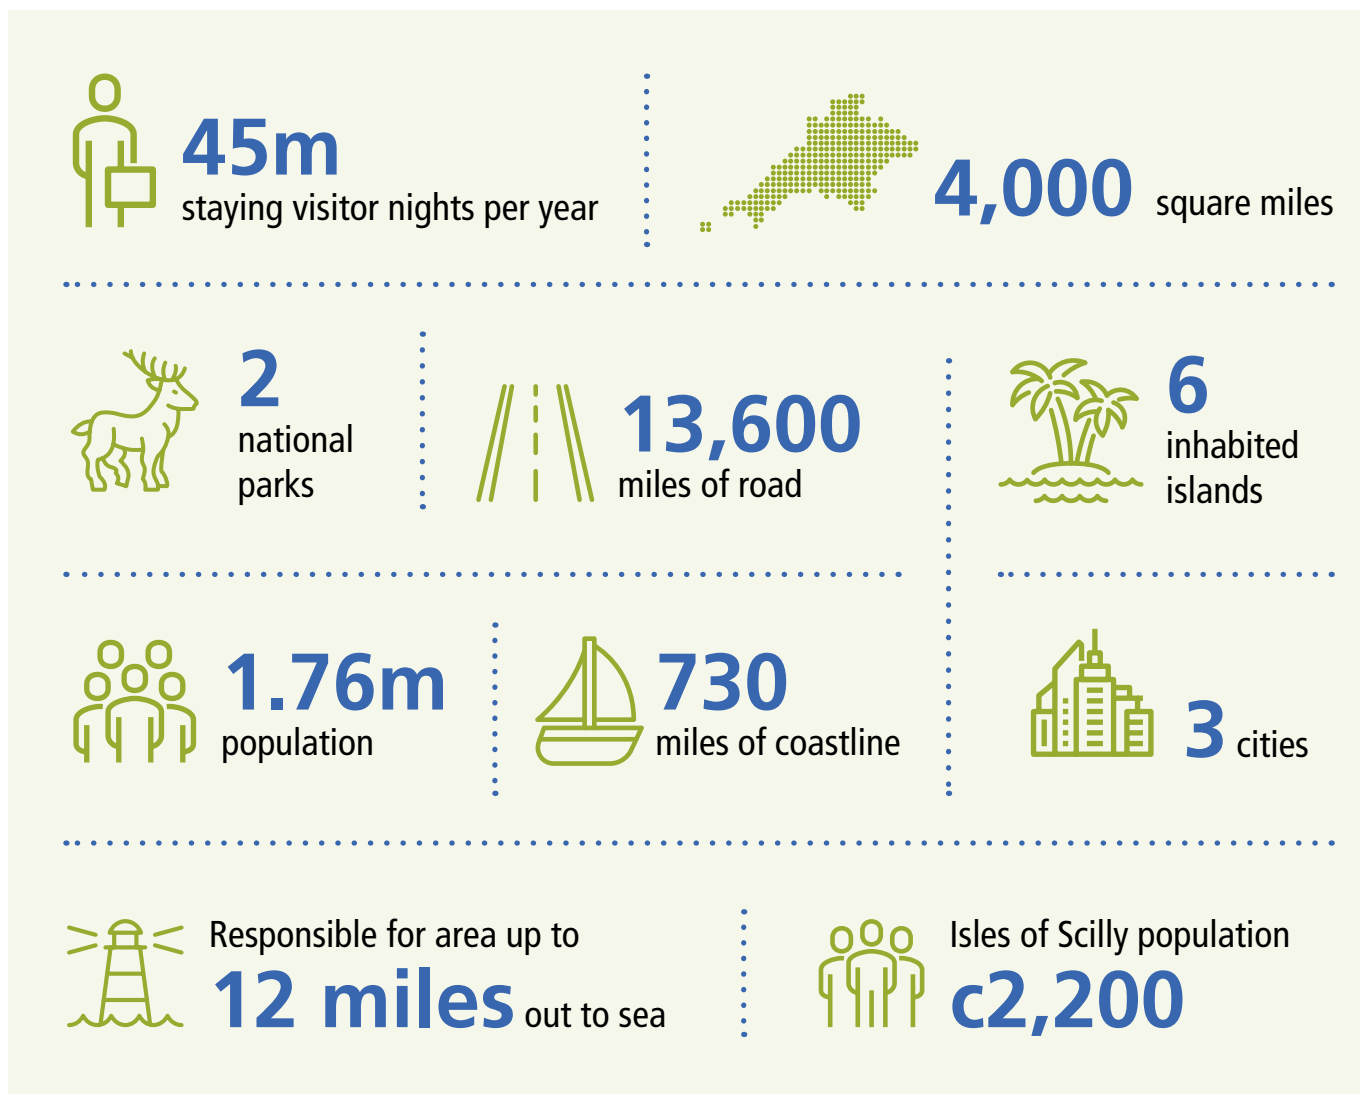 45m
staying visitor nights per year
4,000 square miles
2
national
parks
13,600
miles of road
6
inhabited
islands
1.76m
population
730
miles of coastline
3 cities
Responsible for area up to
12 miles out to sea
Isles of Scilly population
c2,200